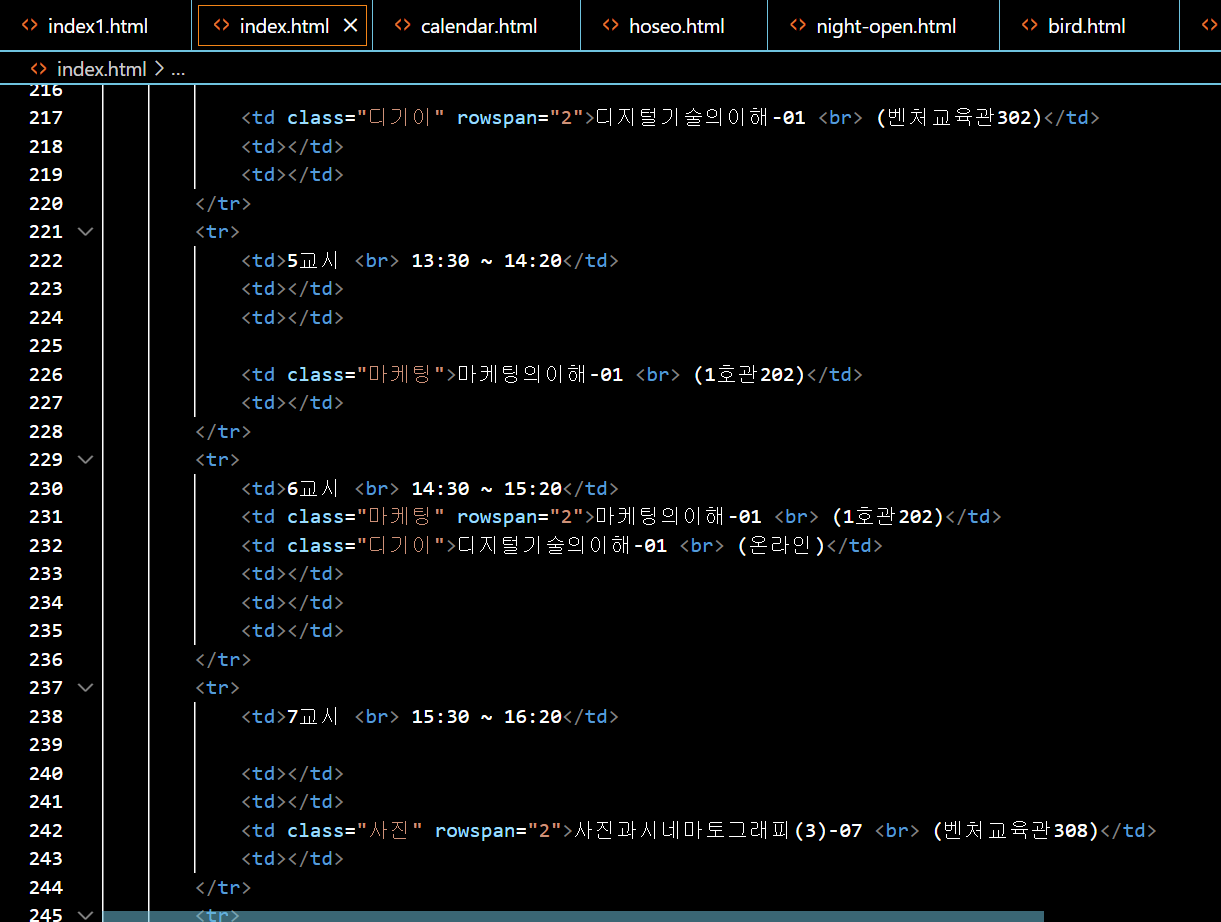 index1.html index.html calendar.html hoseo.html night-open.html bird.html
index.html > ...
216
217 <td class="디기이" rowspan="2">디지털기술의이해-01 <br> (벤처교육관302)</td>
218 <td></td>
219 <td></td>
220 </tr>
221 <tr>
222 <td>5교시 <br> 13:30 ~ 14:20</td>
223 <td></td>
224 <td></td>
225
226 <td class="마케팅">마케팅의이해-01 <br> (1호관202)</td>
227 <td></td>
228 </tr>
229 <tr>
230 <td>6교시 <br> 14:30 ~ 15:20</td>
231 <td class="마케팅" rowspan="2">마케팅의이해-01 <br> (1호관202)</td>
232 <td class="디기이">디지털기술의이해-01 <br> (온라인)</td>
233 <td></td>
234 <td></td>
235 <td></td>
236 </tr>
237 <tr>
238 <td>7교시 <br> 15:30 ~ 16:20</td>
239
240 <td></td>
241 <td></td>
242 <td class="사진" rowspan="2">사진과시네마토그래피(3)-07 <br> (벤처교육관308)</td>
243 <td></td>
244 </tr>
245 <tr>